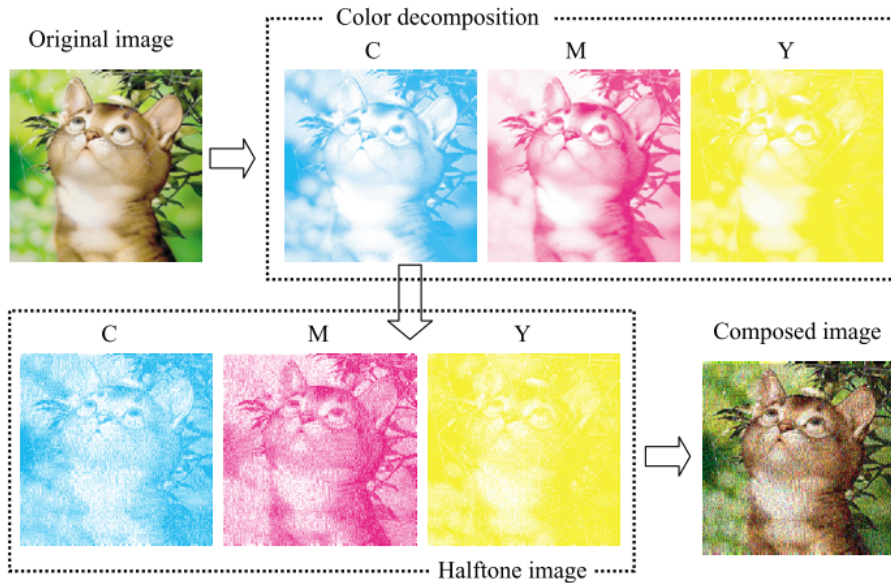 Color decomposition
Original image
C M Y
C M Y
Composed image
Halftone image